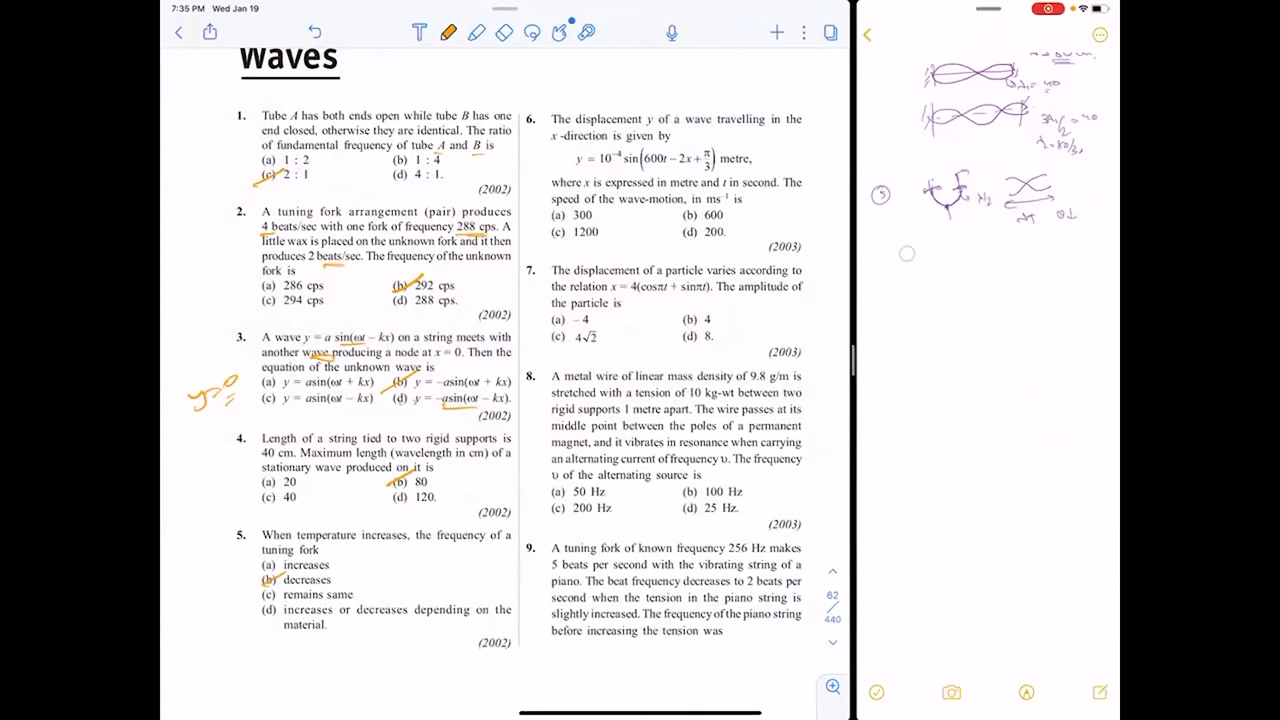 7:35 PM Wed Jan 19
Waves
1. Tube A has both ends open while tube B has one
end closed, otherwise they are identical. The ratio
of fundamental frequency of tube A and B is
(a) 1 : 2 (b) 1 : 4
(c) 2 : 1 (d) 4 : 1.
(2002)
2. A tuning fork arrangement (pair) produces
4 beats/sec with one fork of frequency 288 cps. A
little wax is placed on the unknown fork and it then
produces 2 beats/sec. The frequency of the unknown
fork is
(a) 286 cps (b) 292 cps
(c) 294 cps (d) 288 cps.
(2002)
3. A wave y = a sin(ωt – kx) on a string meets with
another wave producing a node at x = 0. Then the
equation of the unknown wave is
(a) y = asin(ωt + kx) (b) y = –asin(ωt + kx)
(c) y = asin(ωt – kx) (d) y = –asin(ωt – kx).
(2002)
y=0
4. Length of a string tied to two rigid supports is
40 cm. Maximum length (wavelength in cm) of a
stationary wave produced on it is
(a) 20 (b) 80
(c) 40 (d) 120.
(2002)
5. When temperature increases, the frequency of a
tuning fork
(a) increases
(b) decreases
(c) remains same
(d) increases or decreases depending on the
material.
(2002)
6. The displacement y of a wave travelling in the
x -direction is given by
y = 10⁻⁴ sin(600t – 2x + π/3) metre,
where x is expressed in metre and t in second. The
speed of the wave-motion, in ms⁻¹ is
(a) 300 (b) 600
(c) 1200 (d) 200.
(2003)
7. The displacement of a particle varies according to
the relation x = 4(cosπt + sinπt). The amplitude of
the particle is
(a) – 4 (b) 4
(c) 4√2 (d) 8.
(2003)
8. A metal wire of linear mass density of 9.8 g/m is
stretched with a tension of 10 kg-wt between two
rigid supports 1 metre apart. The wire passes at its
middle point between the poles of a permanent
magnet, and it vibrates in resonance when carrying
an alternating current of frequency υ. The frequency
υ of the alternating source is
(a) 50 Hz (b) 100 Hz
(c) 200 Hz (d) 25 Hz.
(2003)
9. A tuning fork of known frequency 256 Hz makes
5 beats per second with the vibrating string of a
piano. The beat frequency decreases to 2 beats per
second when the tension in the piano string is
slightly increased. The frequency of the piano string
before increasing the tension was
62
440
= 40
= 40
λ=80/3
5
λ/2